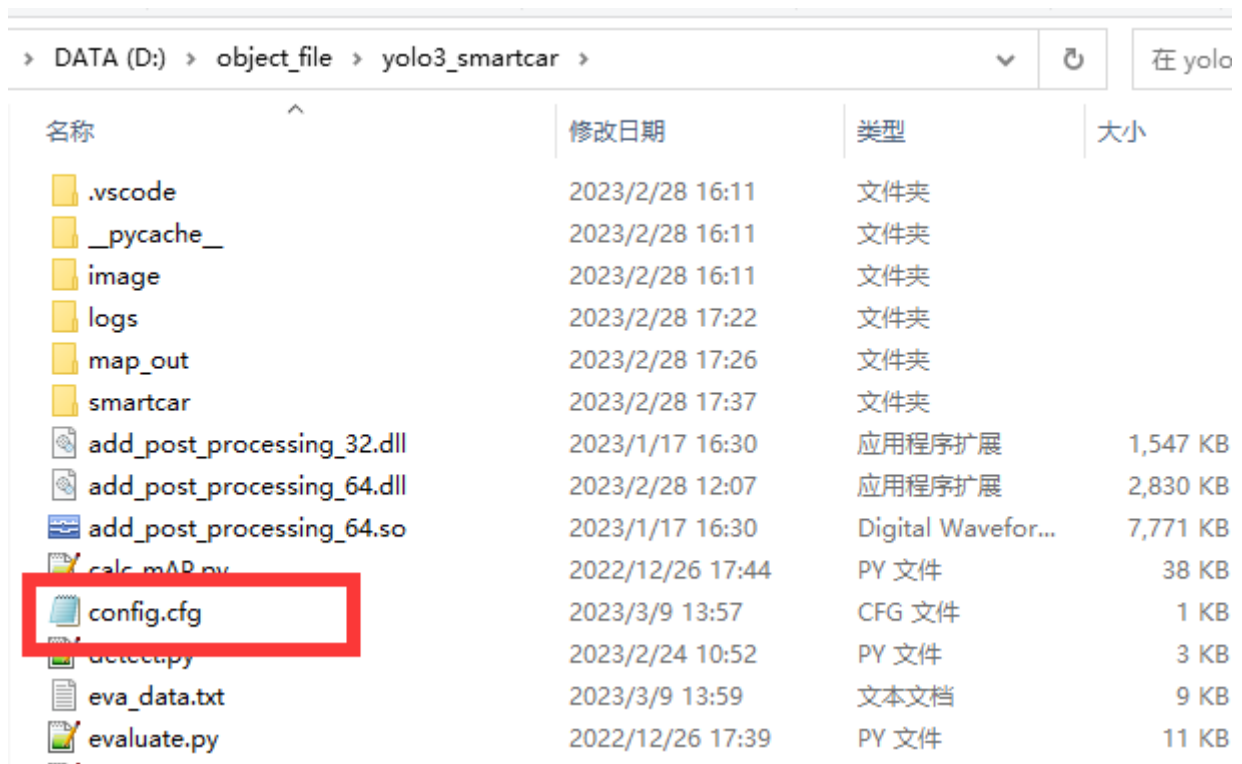 > DATA (D:) > object_file > yolo3_smartcar > 在 yolo
名称 修改日期 类型 大小
.vscode 2023/2/28 16:11 文件夹
__pycache__ 2023/2/28 16:11 文件夹
image 2023/2/28 16:11 文件夹
logs 2023/2/28 17:22 文件夹
map_out 2023/2/28 17:26 文件夹
smartcar 2023/2/28 17:37 文件夹
add_post_processing_32.dll 2023/1/17 16:30 应用程序扩展 1,547 KB
add_post_processing_64.dll 2023/2/28 12:07 应用程序扩展 2,830 KB
add_post_processing_64.so 2023/1/17 16:30 Digital Wavefor... 7,771 KB
calc_mAP.py 2022/12/26 17:44 PY 文件 38 KB
config.cfg 2023/3/9 13:57 CFG 文件 1 KB
detect.py 2023/2/24 10:52 PY 文件 3 KB
eva_data.txt 2023/3/9 13:59 文本文档 9 KB
evaluate.py 2022/12/26 17:39 PY 文件 11 KB